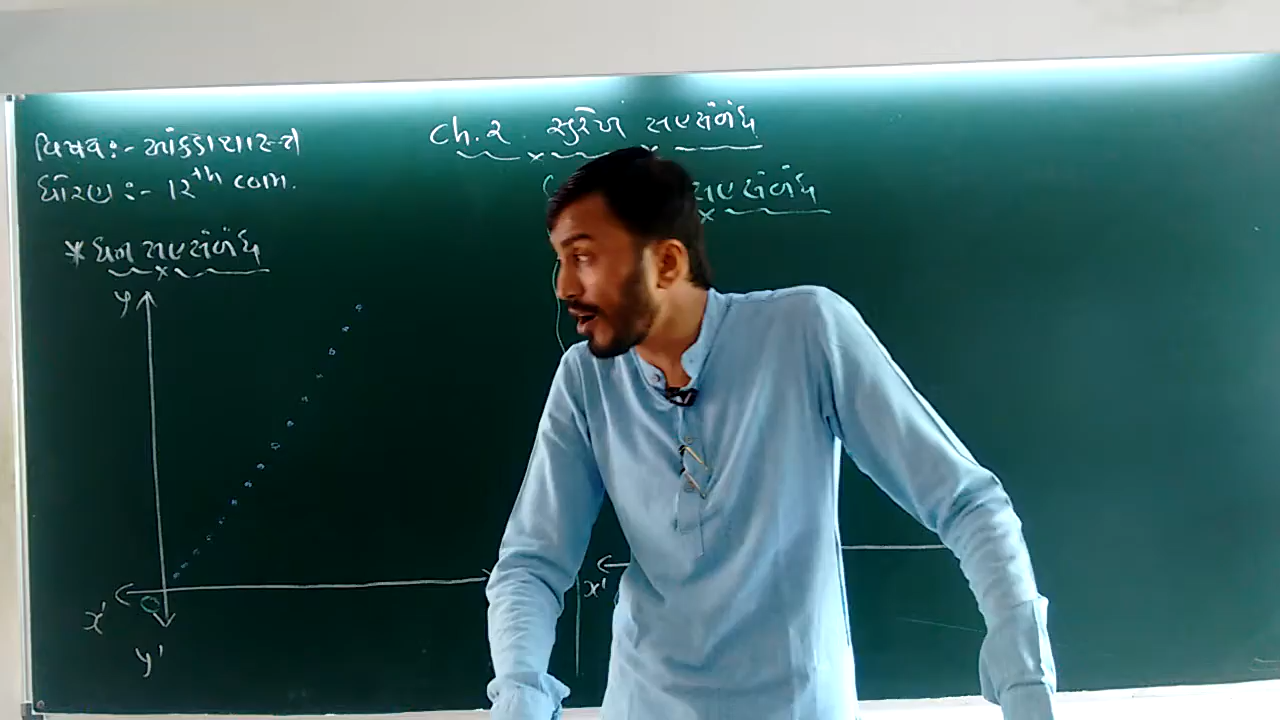 વિષય :- આંકડાશાસ્ત્ર
ધોરણ :- 12th com.
ch.2 સુરેખ સહસંબંધ
સહસંબંધ
* ધન સહસંબંધ
y
x'
O
y'
x'